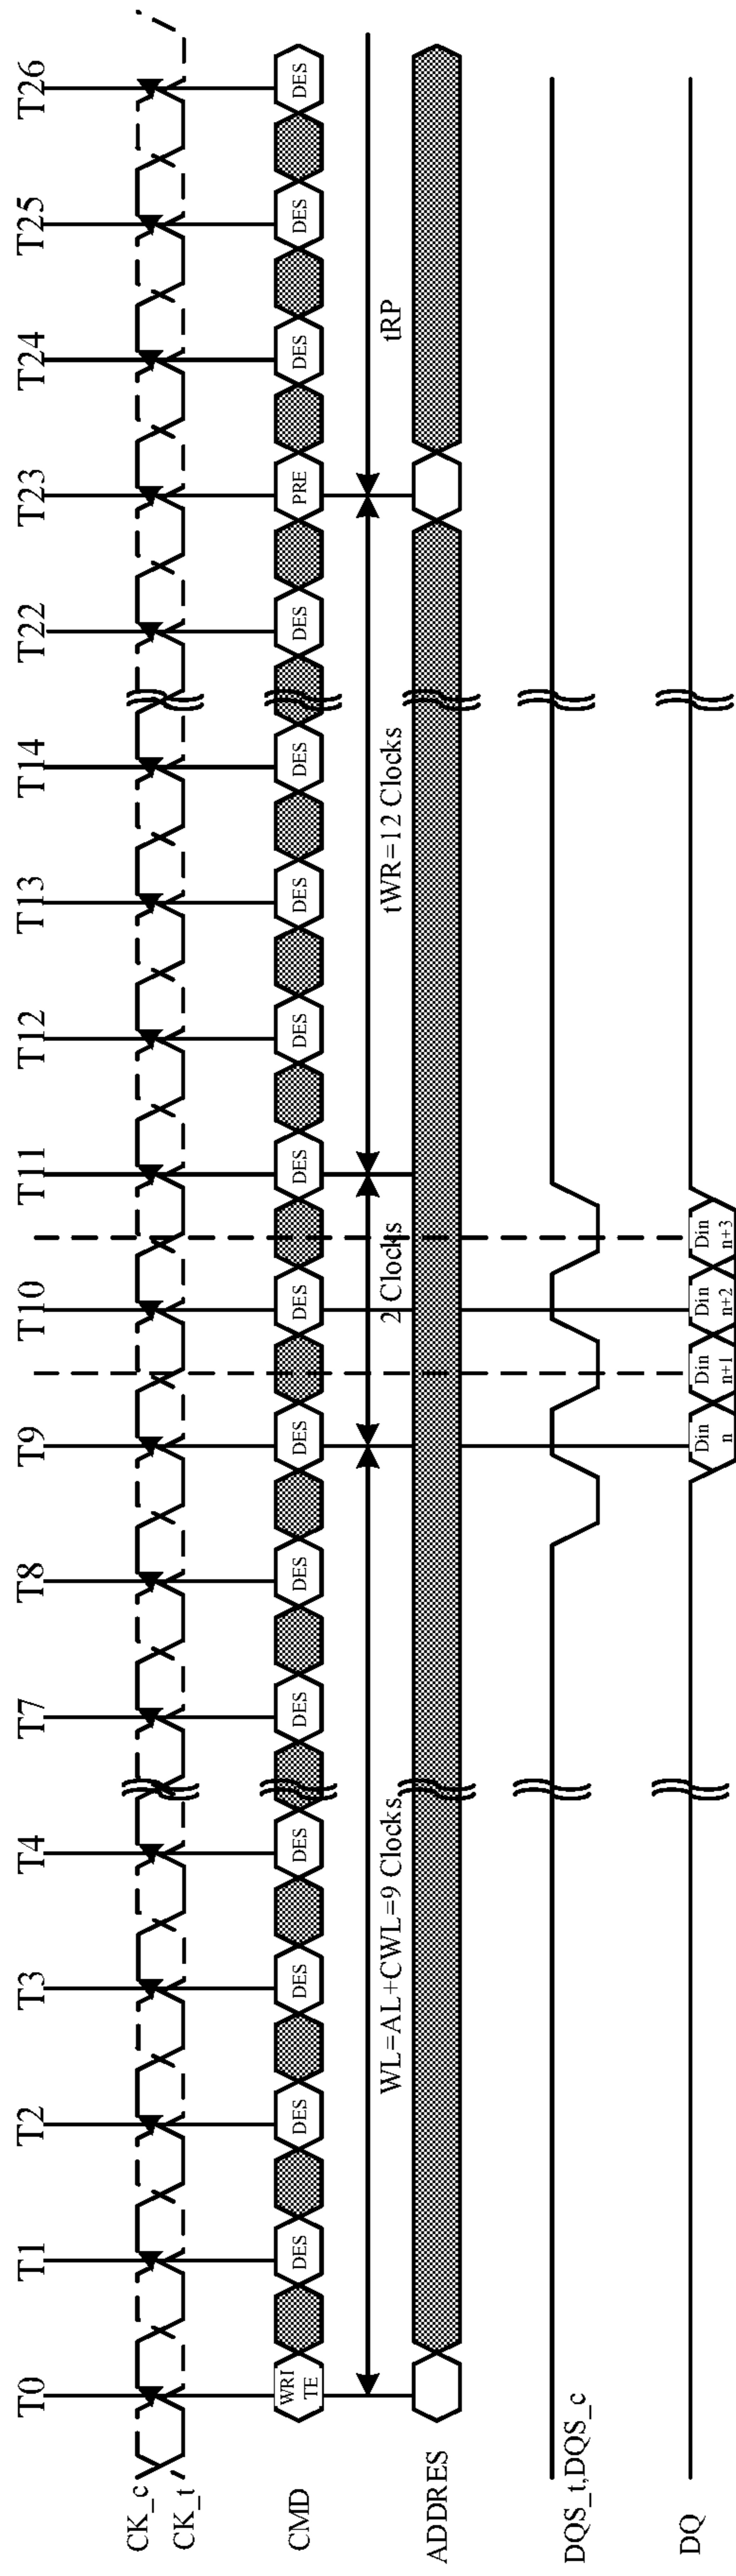 T0 T1 T2 T3 T4 T7 T8 T9 T10 T11 T12 T13 T14 T22 T23 T24 T25 T26
CK_c
CK_t
CMD
WRI
TE
DES DES DES DES DES DES DES DES DES DES DES DES DES PRE DES DES DES
WL=AL+CWL=9 Clocks
2 Clocks
tWR=12 Clocks
tRP
ADDRES
DQS_t,DQS_c
DQ
Din
n
Din
n+1
Din
n+2
Din
n+3